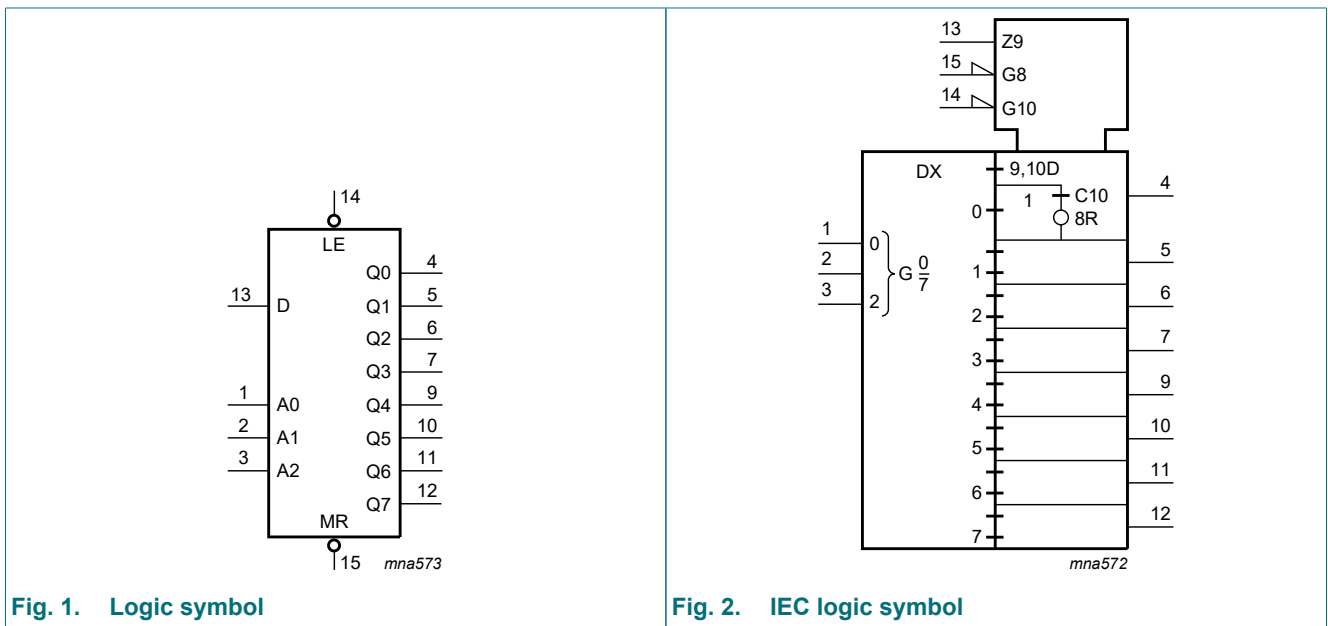 14
LE
Q0 4
13 D Q1 5
Q2 6
Q3 7
1 A0 Q4 9
2 A1 Q5 10
3 A2 Q6 11
Q7 12
MR
15 mna573
Fig. 1. Logic symbol
13 Z9
15 G8
14 G10
DX 9,10D
4
0 1 C10
8R
1 0
2 G 0/7
3 2
1 5
2 6
3 7
4 9
5 10
6 11
7 12
mna572
Fig. 2. IEC logic symbol